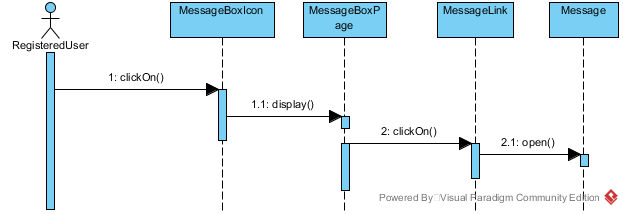 MessageBoxIcon
MessageBoxP
age
MessageLink
Message
RegisteredUser
1: clickOn()
1.1: display()
2: clickOn()
2.1: open()
Powered By Visual Paradigm Community Edition